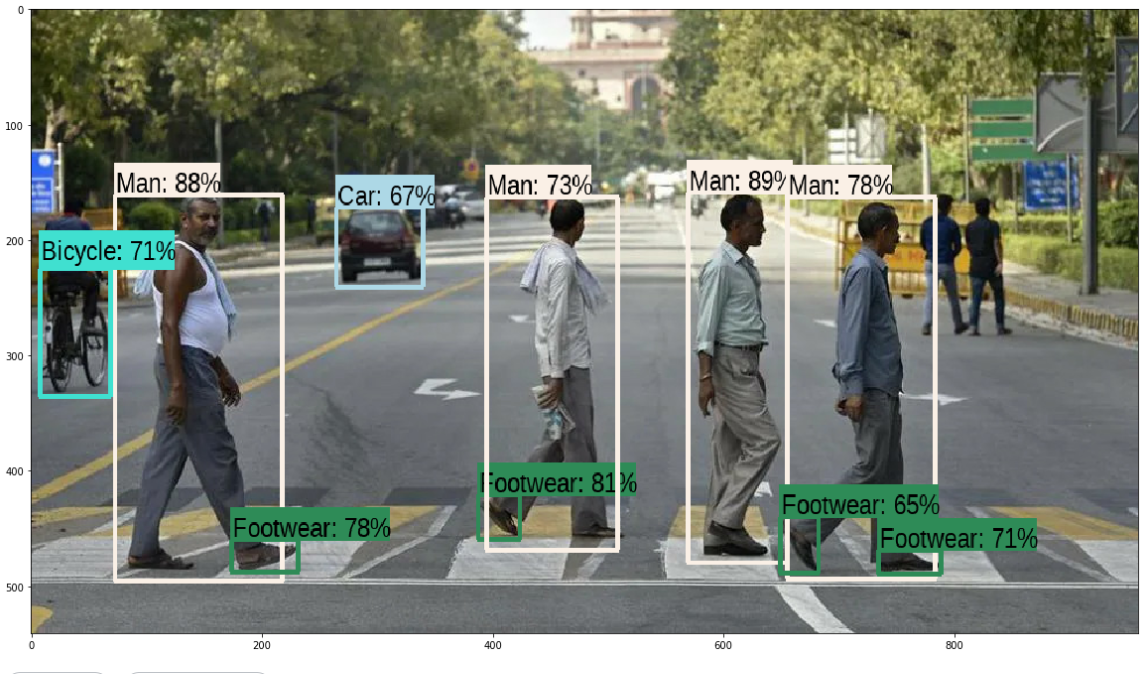 0
100
200
300
400
500
Man: 88%
Car: 67%
Man: 73%
Man: 89%
Man: 78%
Bicycle: 71%
Footwear: 81%
Footwear: 65%
Footwear: 78%
Footwear: 71%
0
200
400
600
800